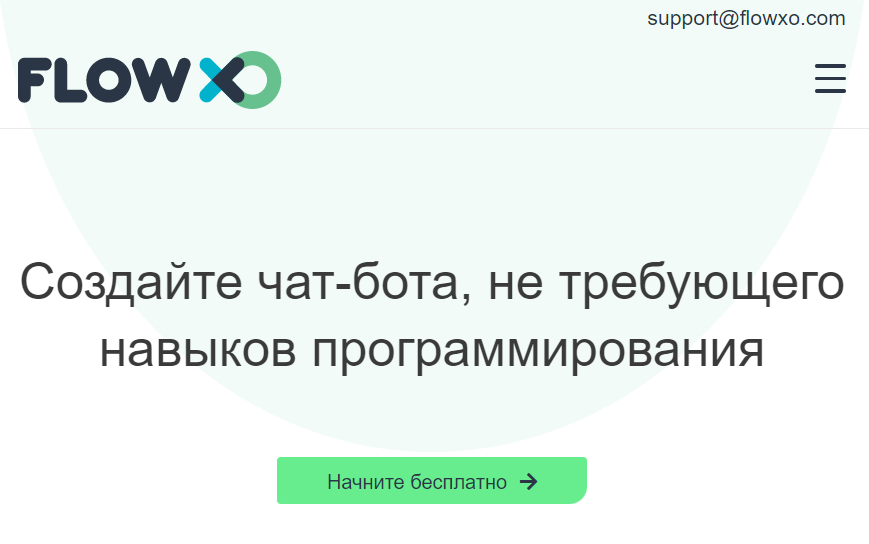 support@flowxo.com
FLOW XO
Создайте чат-бота, не требующего
навыков программирования
Начните бесплатно